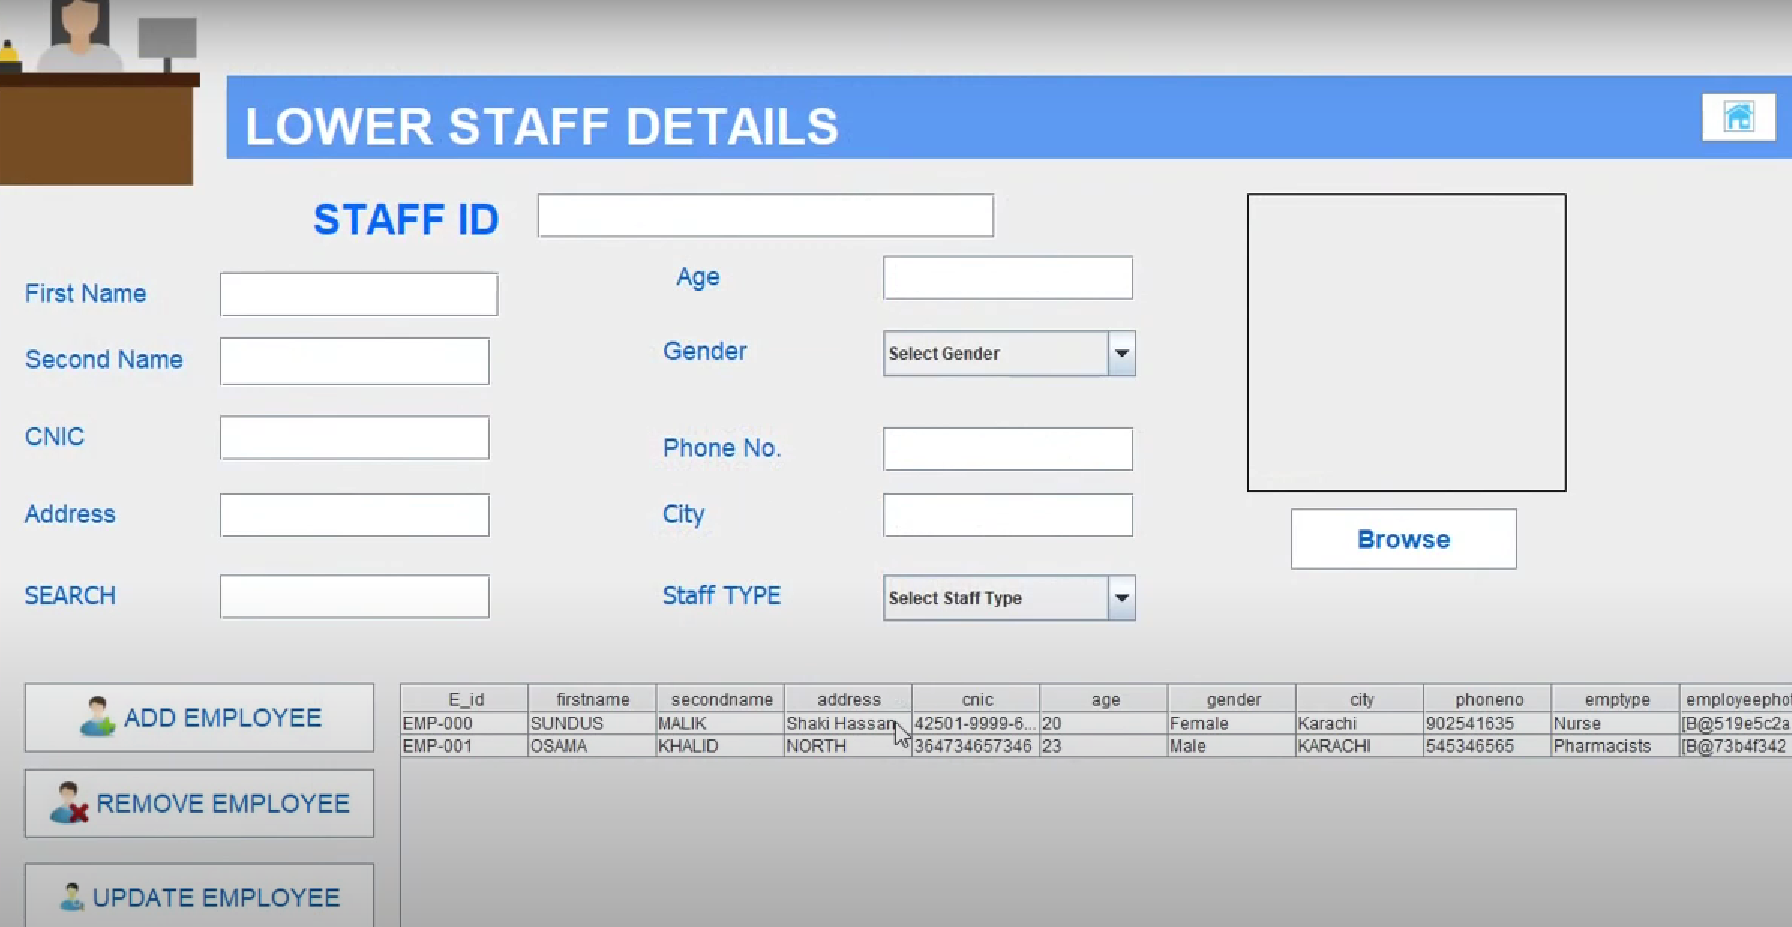 LOWER STAFF DETAILS
STAFF ID
First Name
Age
Second Name
Gender
Select Gender
CNIC
Phone No.
Address
City
Browse
SEARCH
Staff TYPE
Select Staff Type
ADD EMPLOYEE
REMOVE EMPLOYEE
UPDATE EMPLOYEE
E_id firstname secondname address cnic age gender city phoneno emptype employeephot
EMP-000 SUNDUS MALIK Shaki Hassan 42501-9999-6... 20 Female Karachi 902541635 Nurse [B@519e5c2a
EMP-001 OSAMA KHALID NORTH 364734657346 23 Male KARACHI 545346565 Pharmacists [B@73b4f342